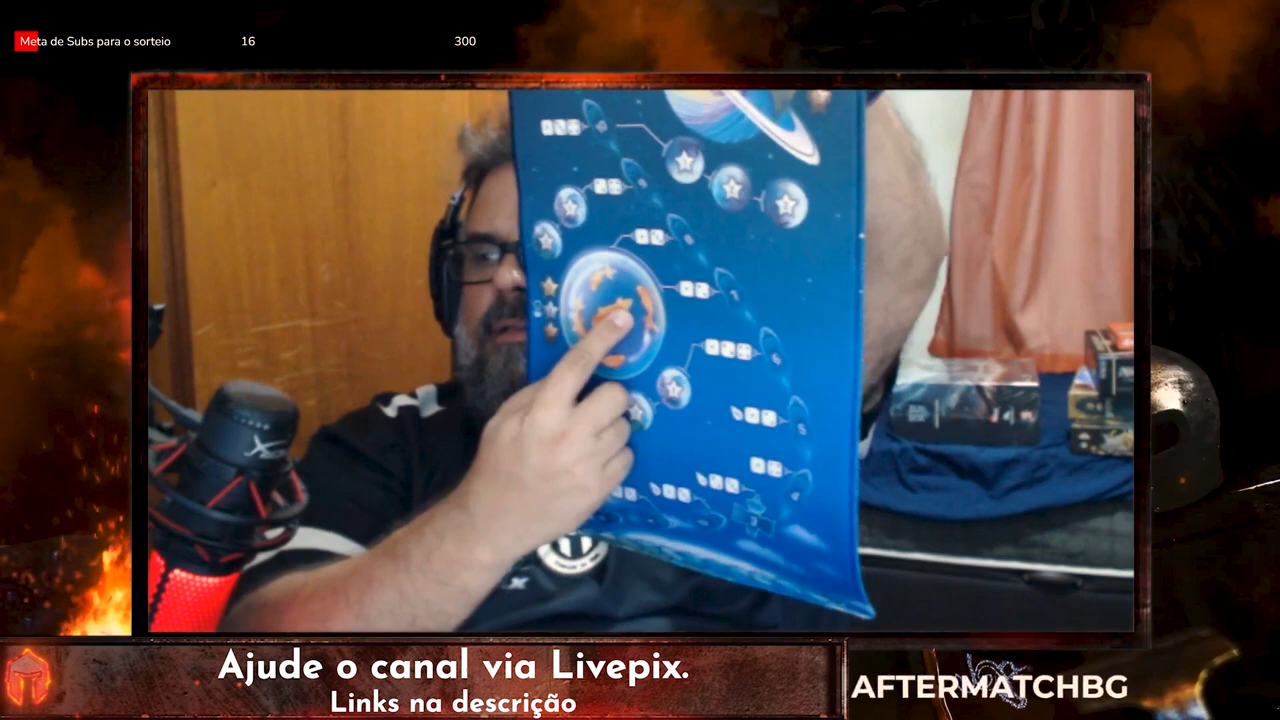 Meta de Subs para o sorteio 16 300
Ajude o canal via Livepix.
Links na descrição
AFTERMATCHBG